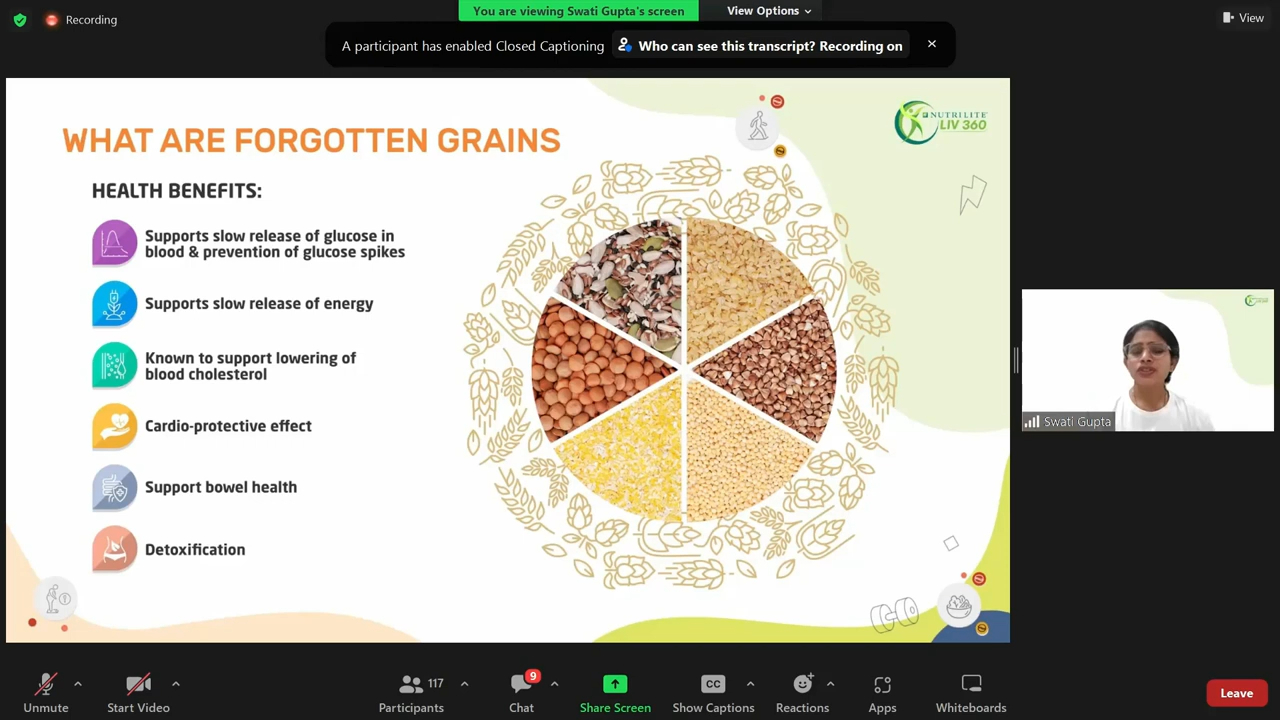 You are viewing Swati Gupta's screen
View Options
Recording
View
A participant has enabled Closed Captioning
Who can see this transcript? Recording on
WHAT ARE FORGOTTEN GRAINS
NUTRILITE
LIV 360
HEALTH BENEFITS:
Supports slow release of glucose in
blood & prevention of glucose spikes
Supports slow release of energy
Known to support lowering of
blood cholesterol
Cardio-protective effect
Support bowel health
Detoxification
Swati Gupta
Unmute
Start Video
117
Participants
9
Chat
Share Screen
CC
Show Captions
Reactions
Apps
Whiteboards
Leave